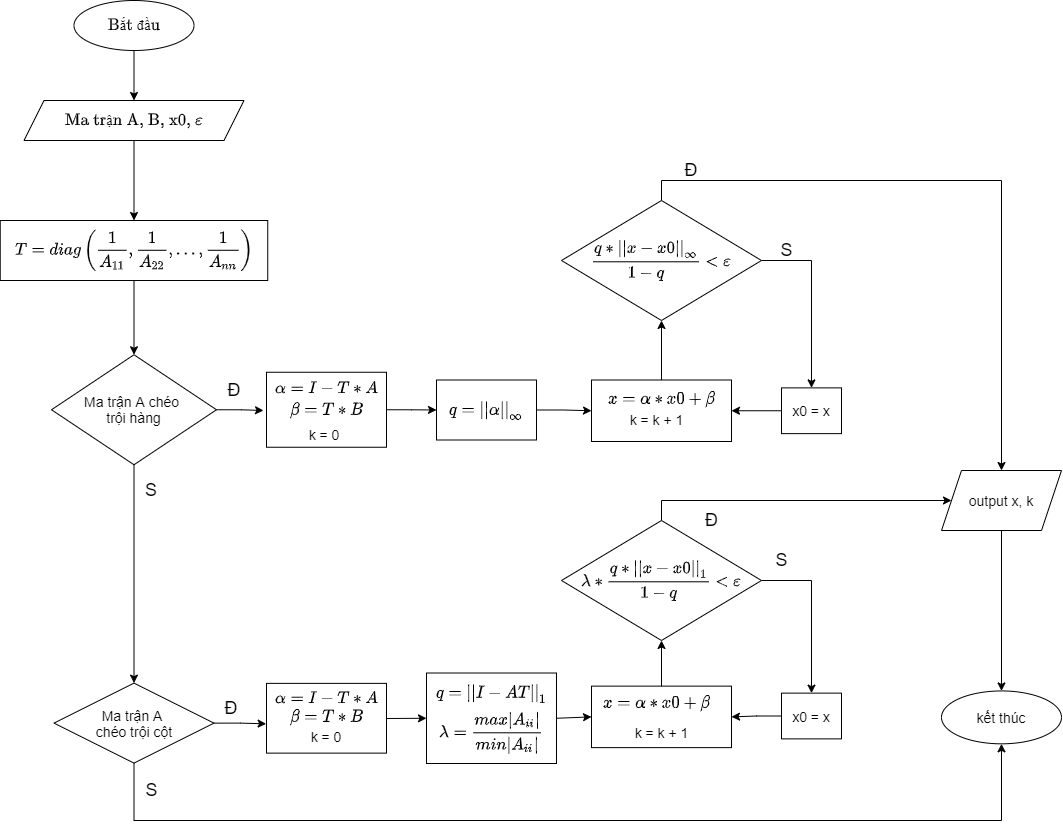 Bắt đầu
Ma trận A, B, x0, ε
T = diag(1/A₁₁, 1/A₂₂, ..., 1/Aₙₙ)
Ma trận A chéo
trội hàng
Đ
α = I − T * A
β = T * B
k = 0
q = ||α||∞
x = α * x0 + β
k = k + 1
q * ||x − x0||∞ / 1 − q < ε
Đ
S
x0 = x
S
output x, k
Ma trận A
chéo trội cột
Đ
α = I − T * A
β = T * B
k = 0
q = ||I − AT||₁
λ = max|Aᵢᵢ| / min|Aᵢᵢ|
x = α * x0 + β
k = k + 1
λ * q * ||x − x0||₁ / 1 − q < ε
Đ
S
x0 = x
kết thúc
S